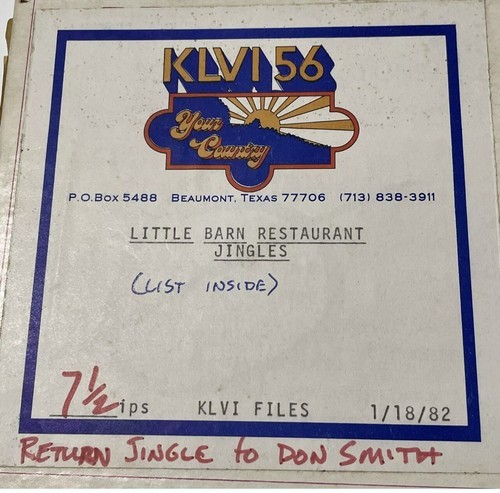 KLVI 56
Your
Country
P.O.Box 5488 Beaumont, Texas 77706 (713) 838-3911
LITTLE BARN RESTAURANT
JINGLES
(LIST INSIDE)
7½ ips KLVI FILES 1/18/82
RETURN JINGLE to DON SMITH